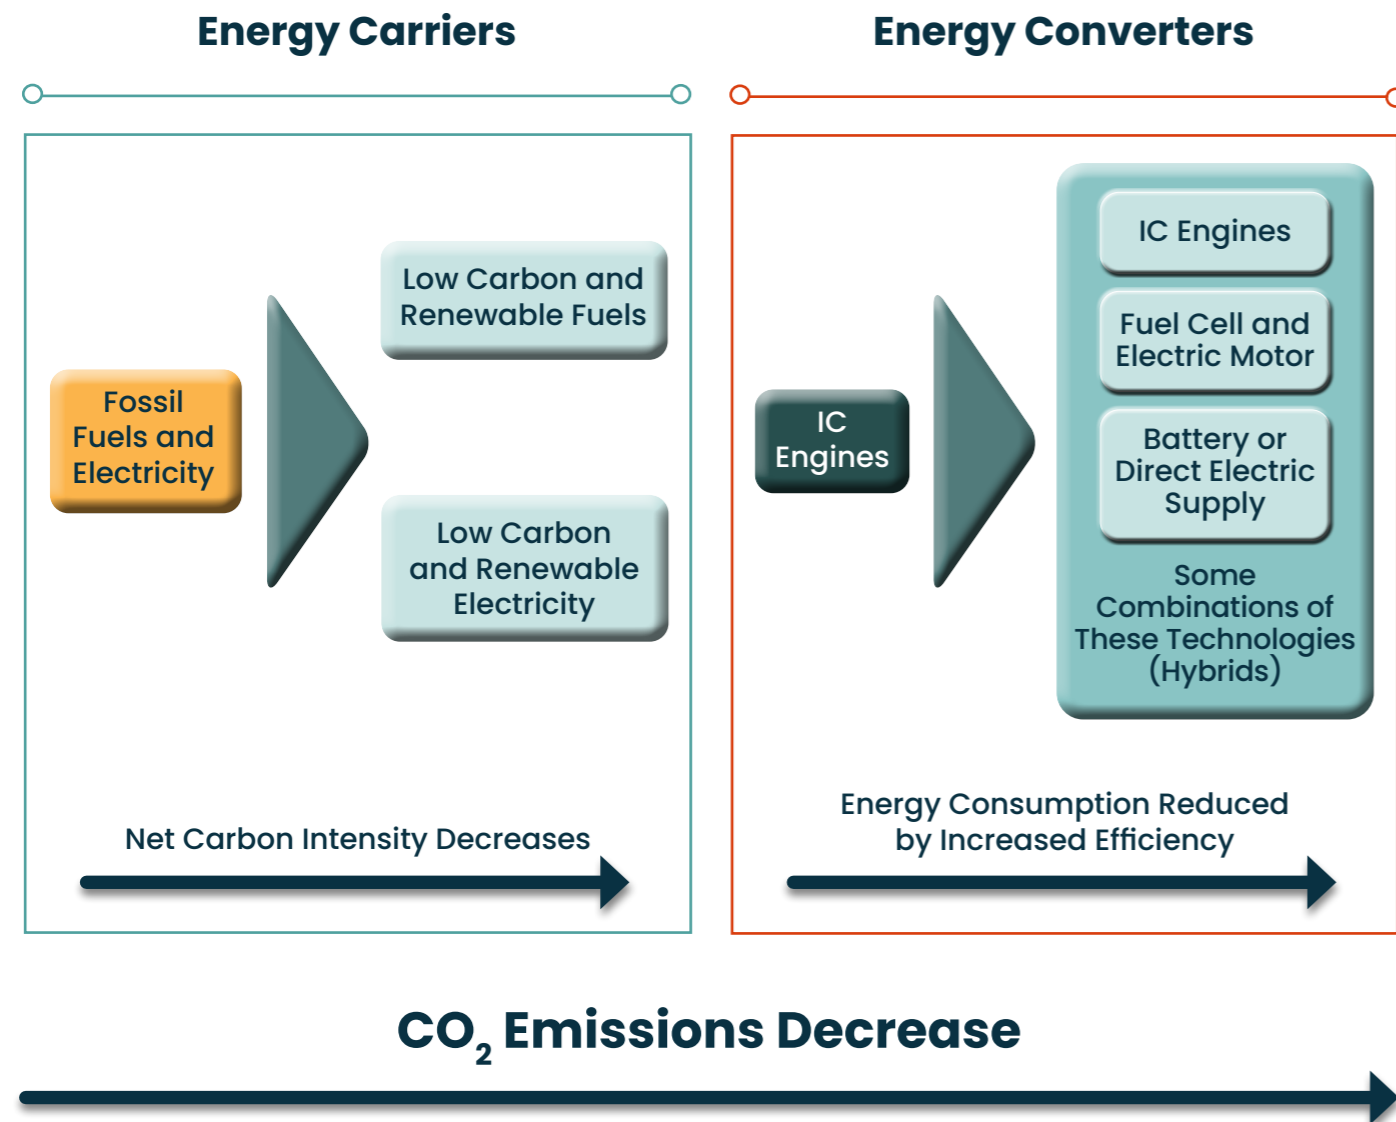 Energy Carriers
Fossil
Fuels and
Electricity
Low Carbon and
Renewable Fuels
Low Carbon
and Renewable
Electricity
Net Carbon Intensity Decreases
Energy Converters
IC
Engines
IC Engines
Fuel Cell and
Electric Motor
Battery or
Direct Electric
Supply
Some
Combinations of
These Technologies
(Hybrids)
Energy Consumption Reduced
by Increased Efficiency
CO₂ Emissions Decrease